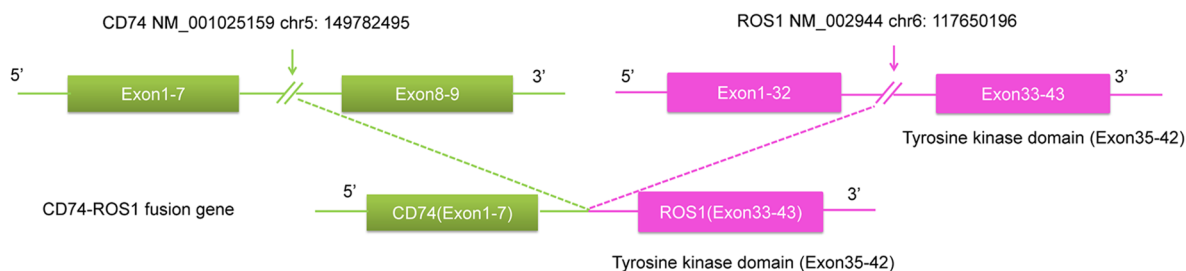 CD74 NM_001025159 chr5: 149782495
ROS1 NM_002944 chr6: 117650196
5’
Exon1-7
Exon8-9
3’
5’
Exon1-32
Exon33-43
3’
Tyrosine kinase domain (Exon35-42)
CD74-ROS1 fusion gene
5’
CD74(Exon1-7)
ROS1(Exon33-43)
3’
Tyrosine kinase domain (Exon35-42)